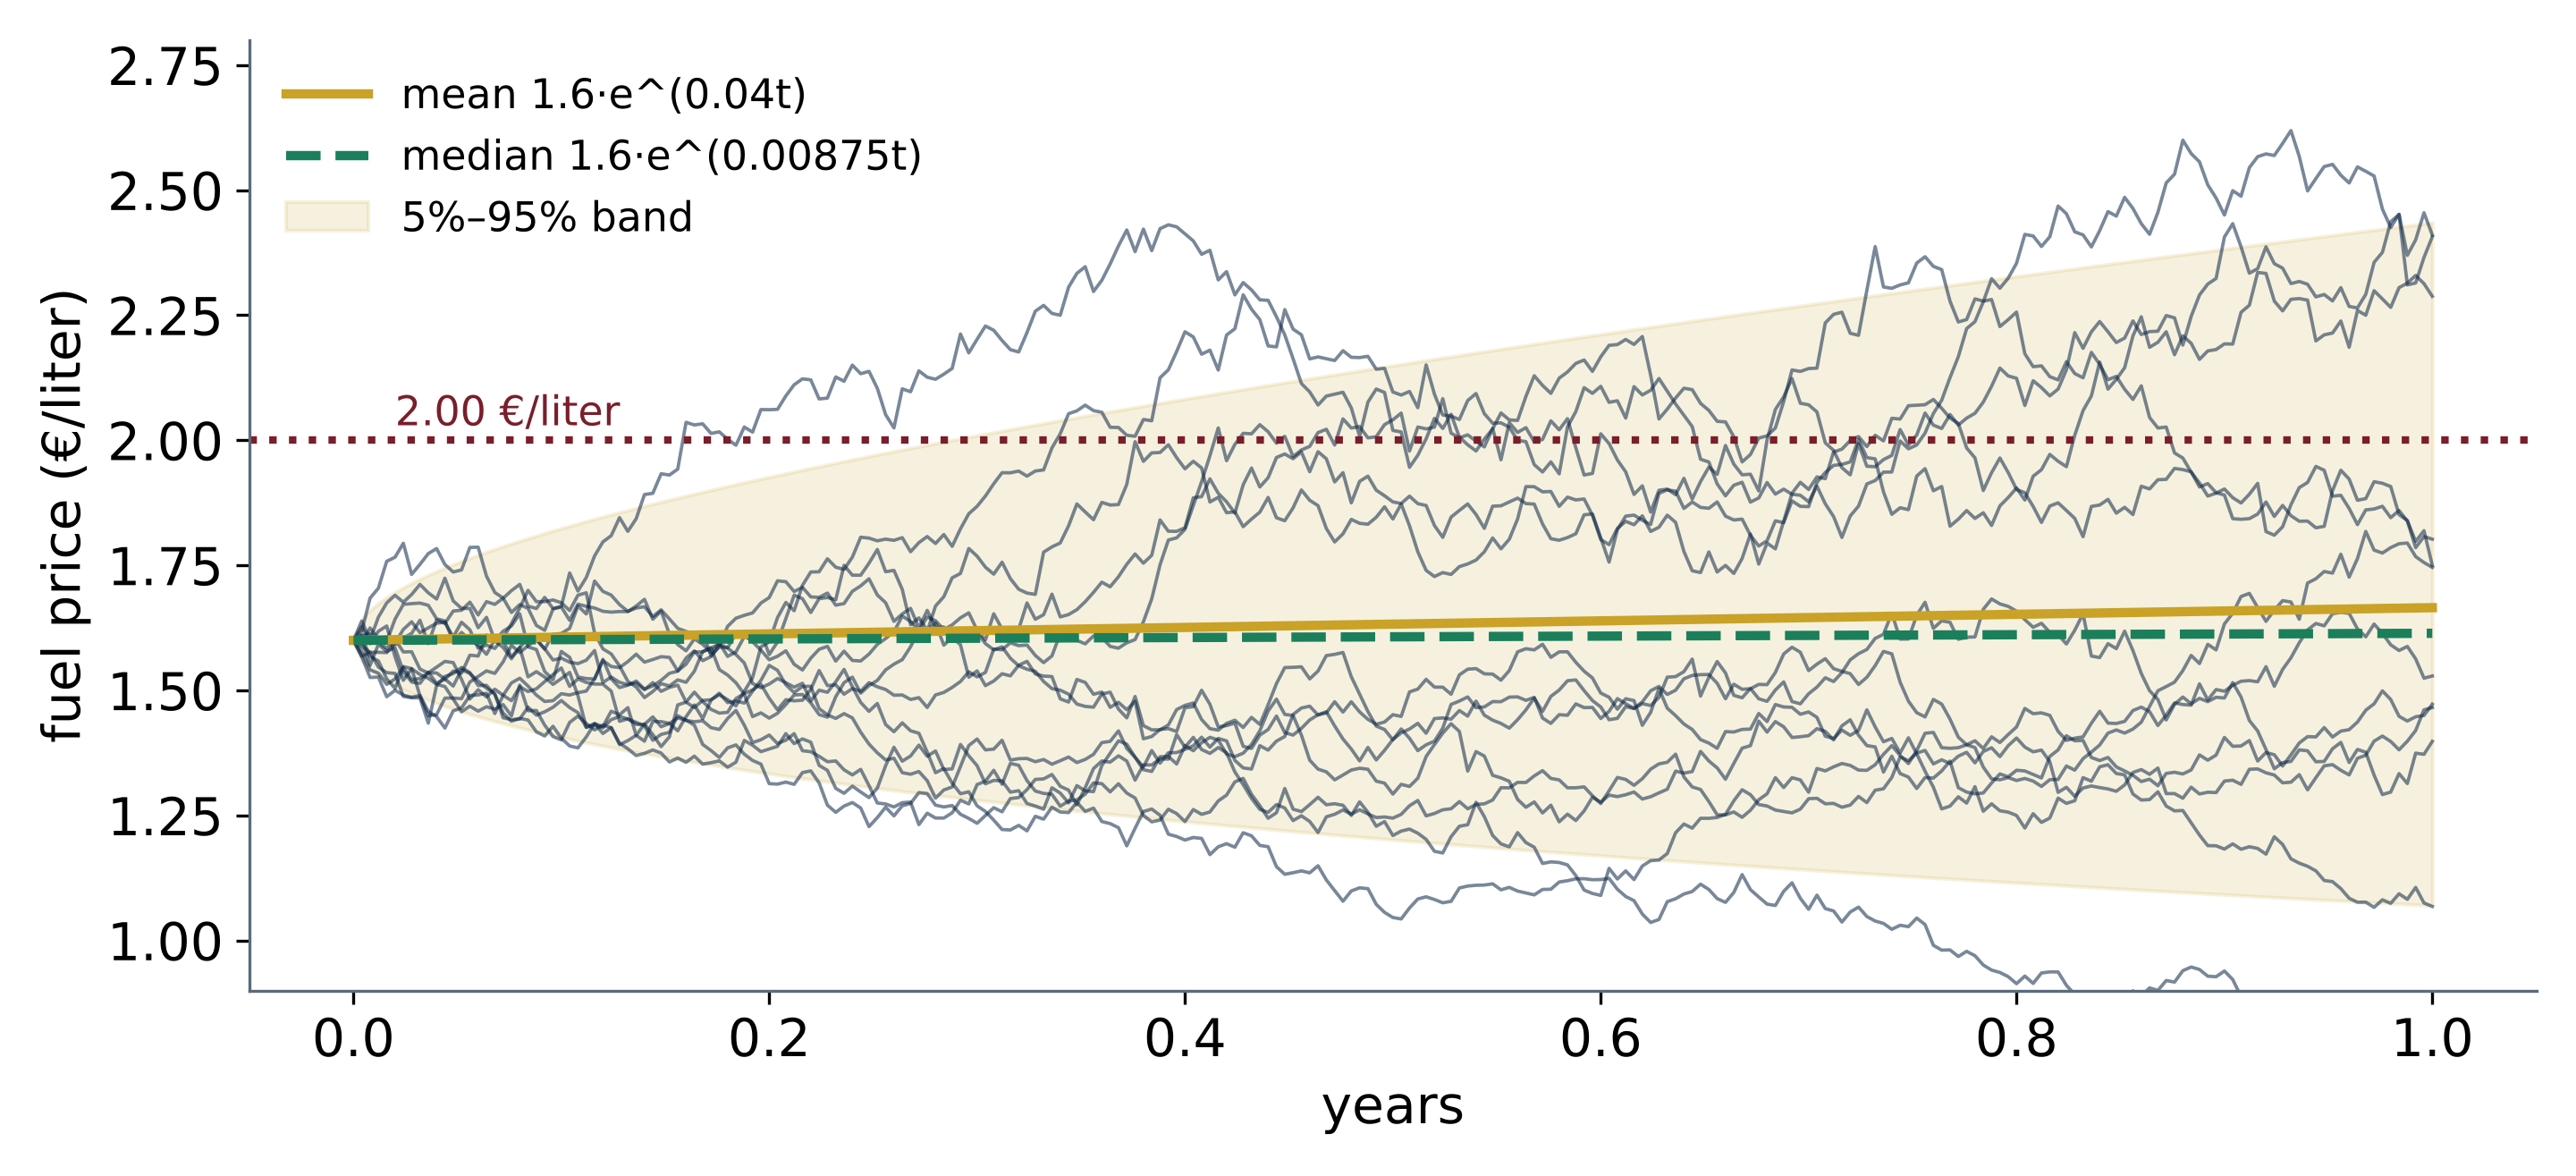 mean 1.6·e^(0.04t)
median 1.6·e^(0.00875t)
5%–95% band
2.00 €/liter
fuel price (€/liter)
2.75
2.50
2.25
2.00
1.75
1.50
1.25
1.00
0.0 0.2 0.4 0.6 0.8 1.0
years